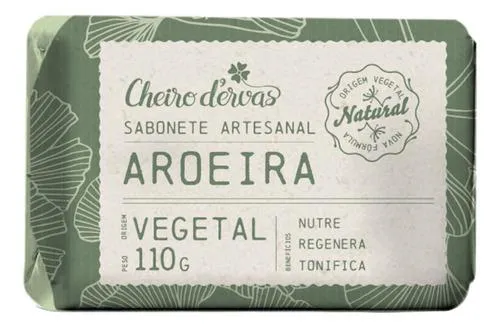 Cheiro d'ervas
SABONETE ARTESANAL
AROEIRA
ORIGEM VEGETAL
Natural
NOVA FÓRMULA
ORIGEM
VEGETAL
PESO
110G
BENEFÍCIOS
NUTRE
REGENERA
TONIFICA